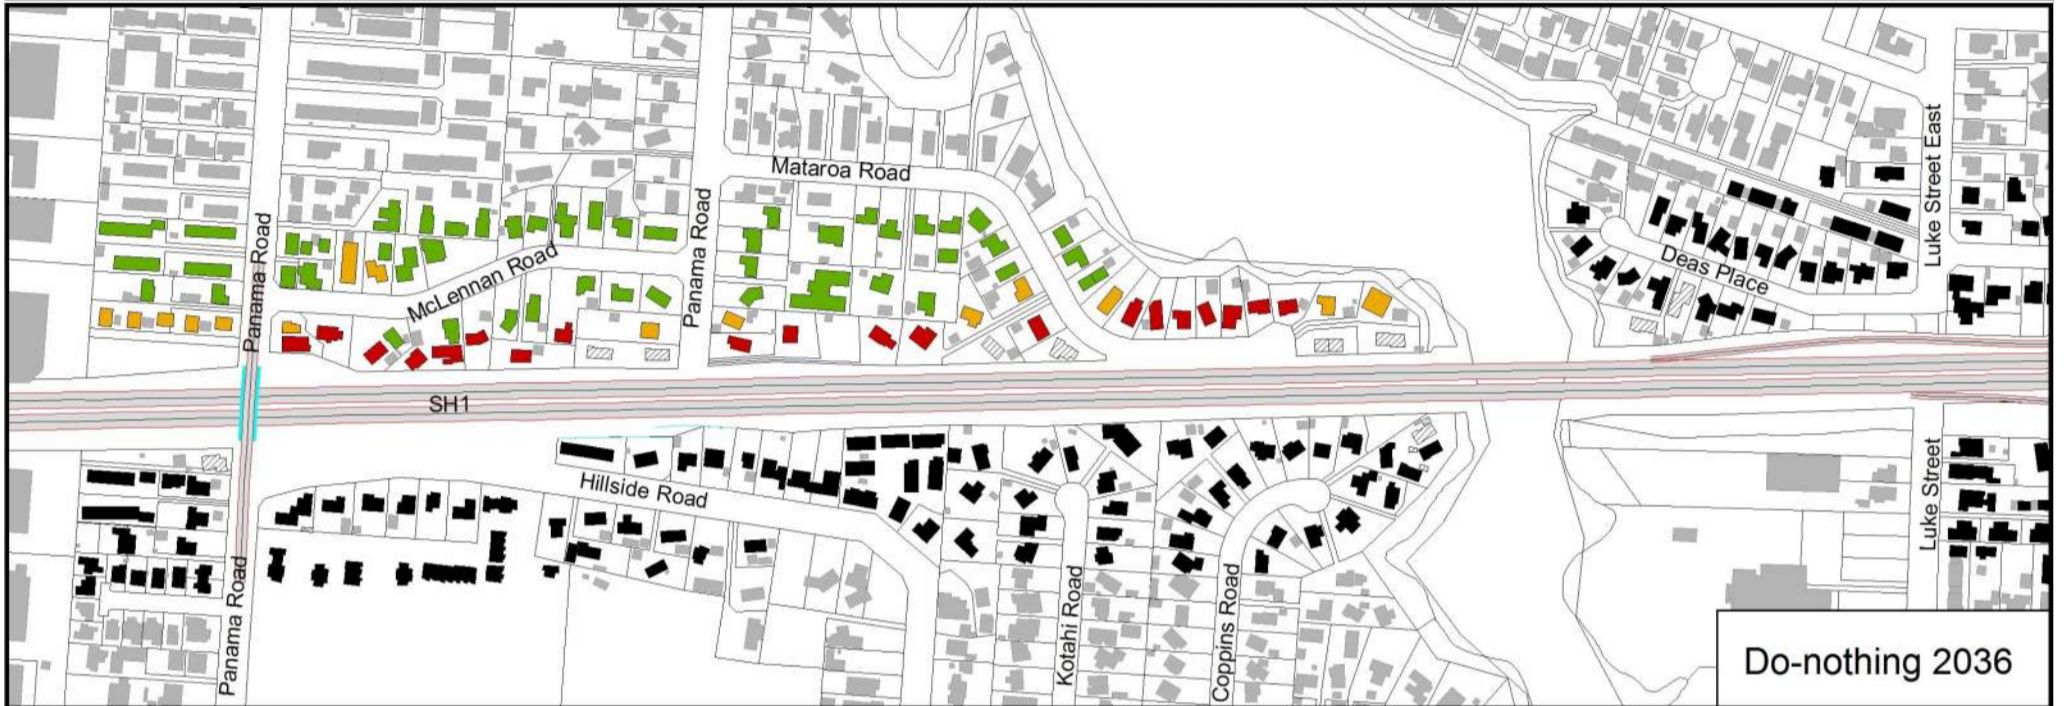 Mataroa Road
Panama Road
McLennan Road
Panama Road
Luke Street East
Deas Place
SH1
Hillside Road
Luke Street
Panama Road
Kotahi Road
Coppins Road
Do-nothing 2036